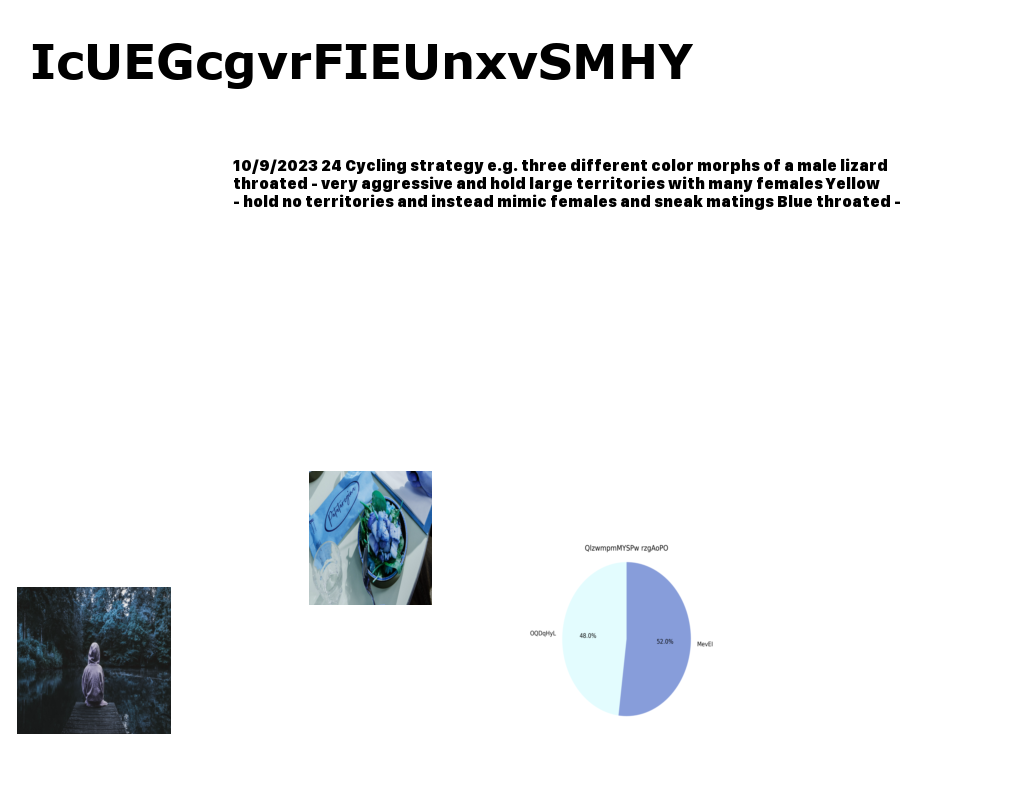 IcUEGcgvrFIEUnxvSMHY
10/9/2023 24 Cycling strategy e.g. three different color morphs of a male lizard
throated - very aggressive and hold large territories with many females Yellow
- hold no territories and instead mimic females and sneak matings Blue throated -
QlzwmpmMYSPw rzgAoPO
OQDqHyL
48.0%
52.0%
MevEI